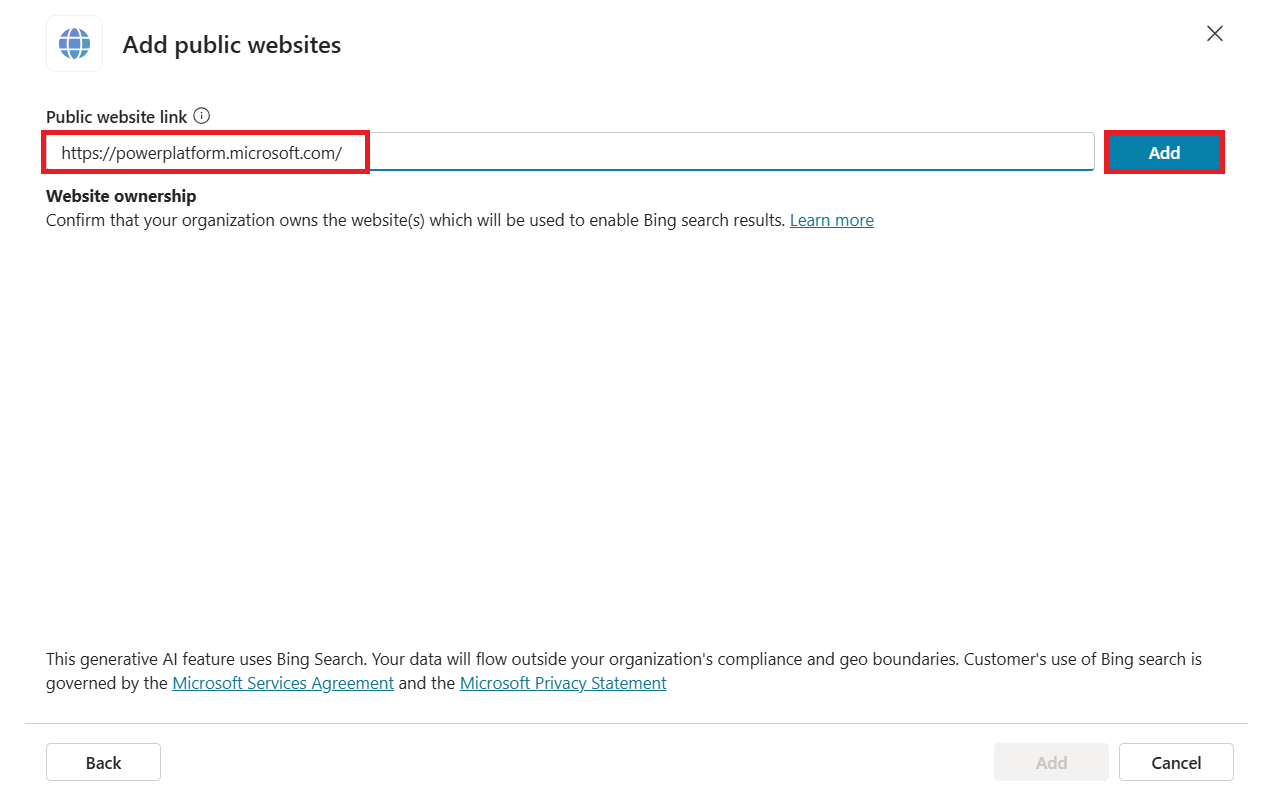 Add public websites
Public website link
https://powerplatform.microsoft.com/
Add
Website ownership
Confirm that your organization owns the website(s) which will be used to enable Bing search results. Learn more
This generative AI feature uses Bing Search. Your data will flow outside your organization's compliance and geo boundaries. Customer's use of Bing search is
governed by the Microsoft Services Agreement and the Microsoft Privacy Statement
Back
Add
Cancel